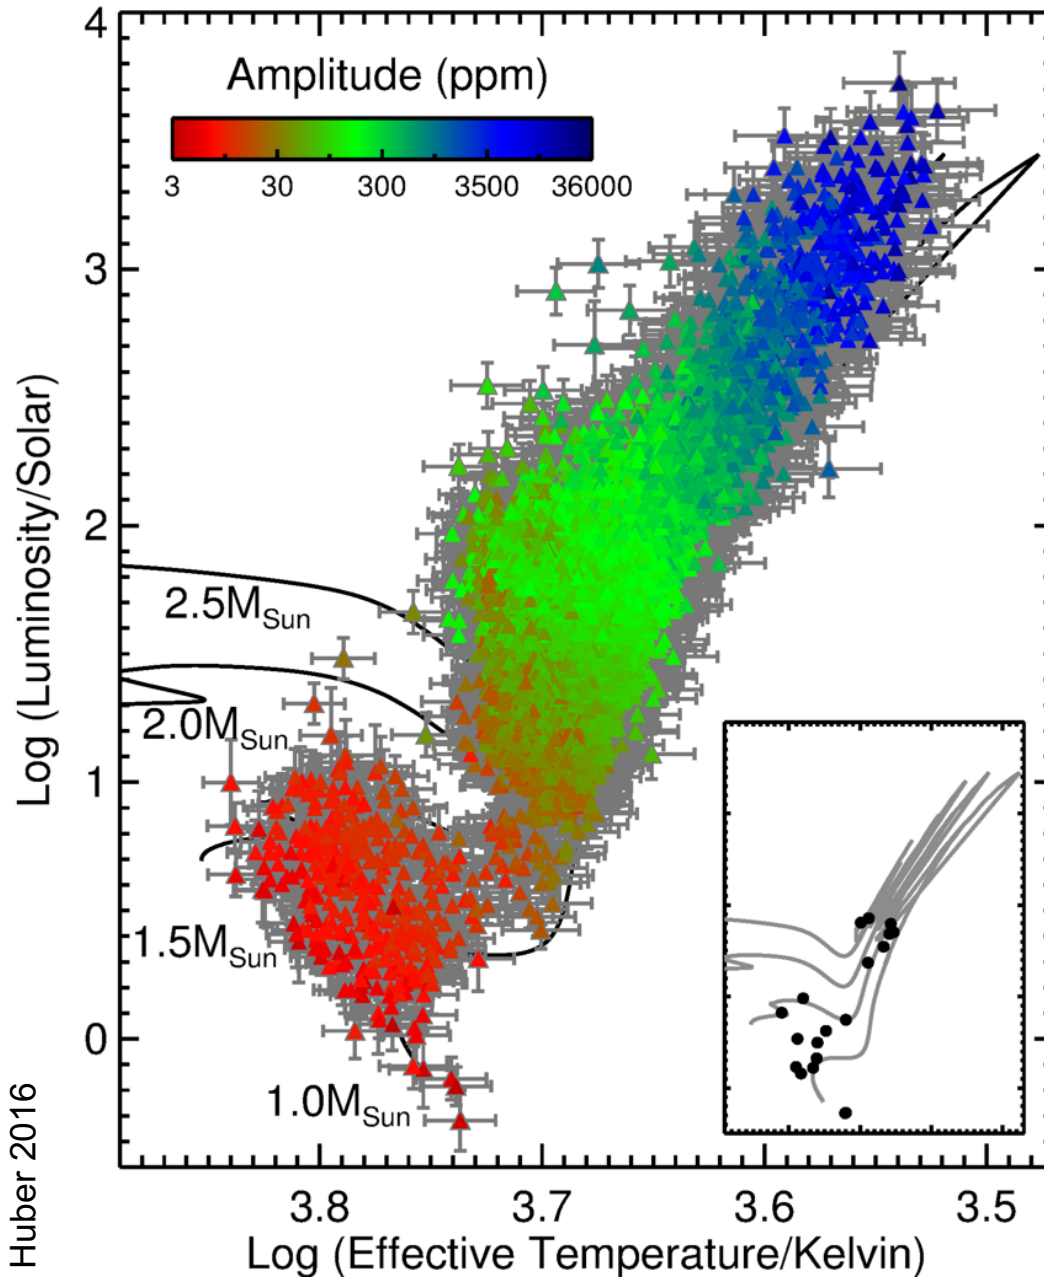 4
Amplitude (ppm)
3 30 300 3500 36000
3
Log (Luminosity/Solar)
2
2.5MSun
2.0MSun
1
1.5MSun
0
1.0MSun
3.8 3.7 3.6 3.5
Log (Effective Temperature/Kelvin)
Huber 2016